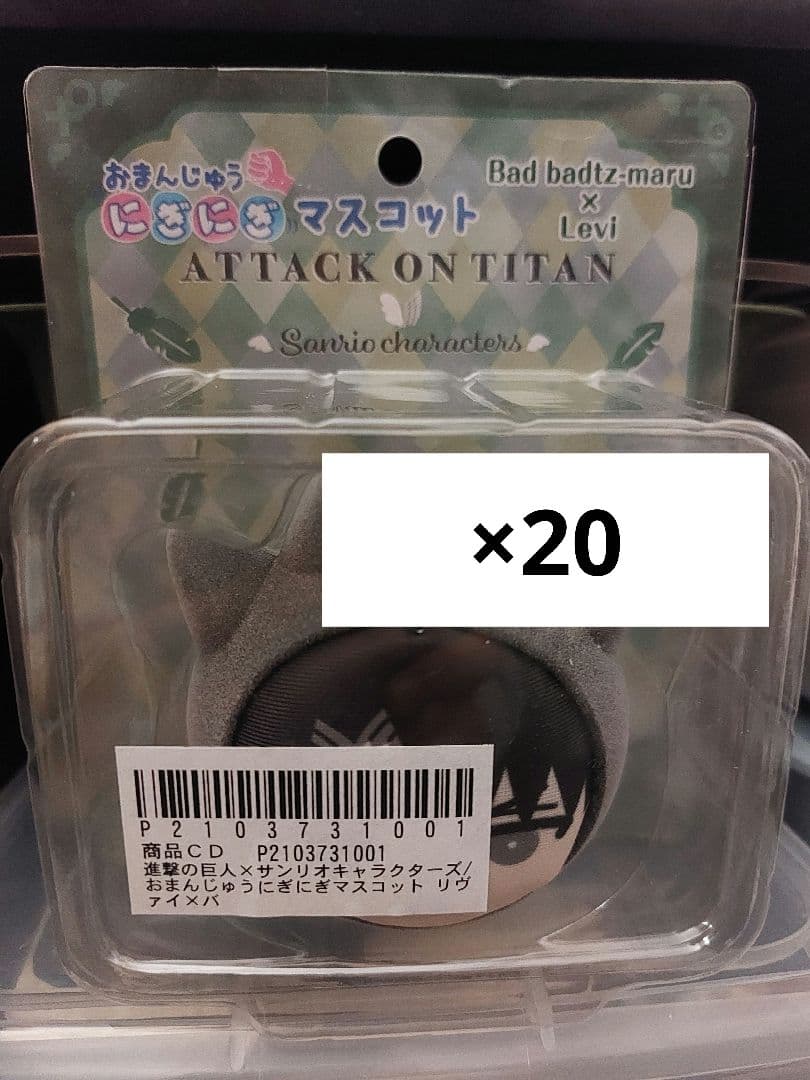 おまんじゅう
にぎにぎマスコット
Bad badtz-maru
×
Levi
ATTACK ON TITAN
Sanrio characters
×20
P2103731001
商品CD P2103731001
進撃の巨人×サンリオキャラクターズ/
おまんじゅうにぎにぎマスコット リヴ
ァイ×バ